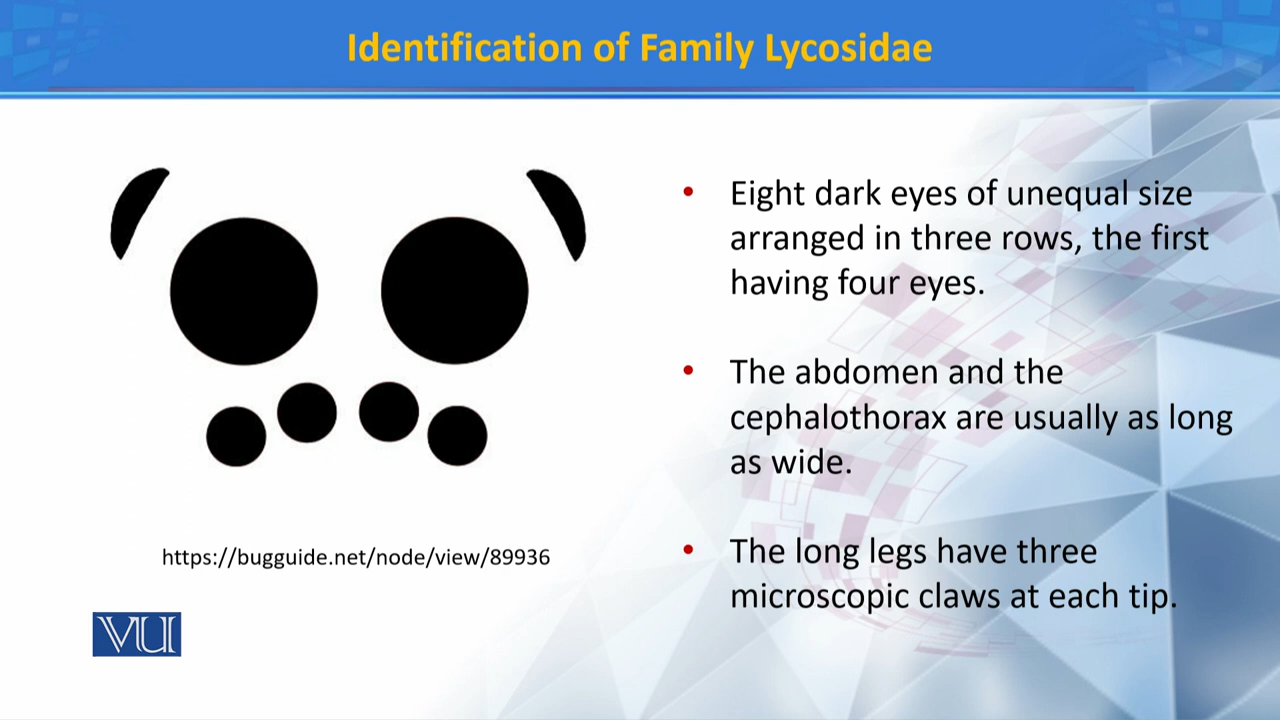 Identification of Family Lycosidae
• Eight dark eyes of unequal size
arranged in three rows, the first
having four eyes.
• The abdomen and the
cephalothorax are usually as long
as wide.
• The long legs have three
microscopic claws at each tip.
https://bugguide.net/node/view/89936
VU